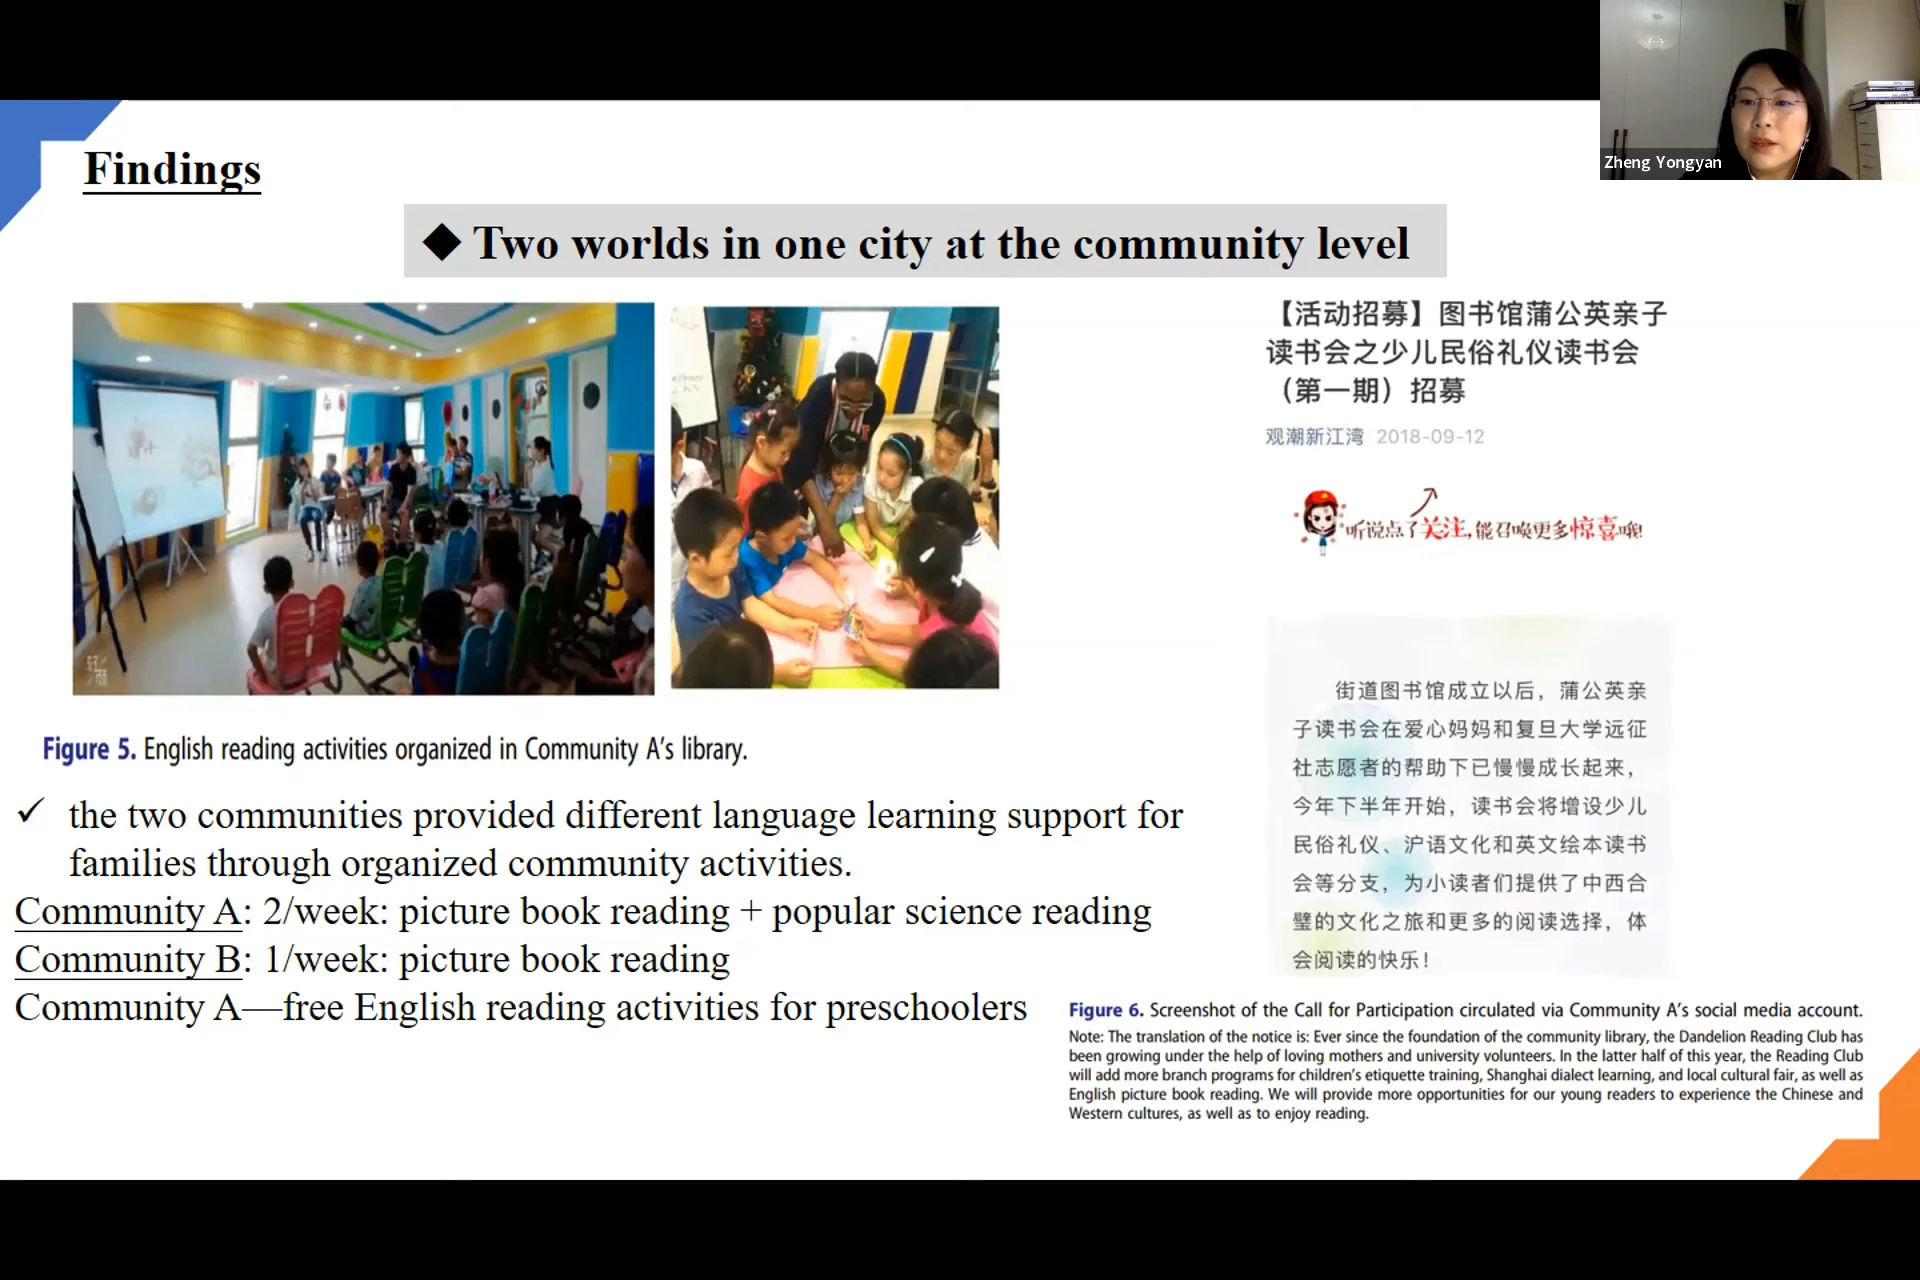 Zheng Yongyan
Findings
◆ Two worlds in one city at the community level
【活动招募】图书馆蒲公英亲子
读书会之少儿民俗礼仪读书会
（第一期）招募
观潮新江湾 2018-09-12
听说点了关注,能召唤更多惊喜哦!
街道图书馆成立以后，蒲公英亲
子读书会在爱心妈妈和复旦大学远征
社志愿者的帮助下已慢慢成长起来，
今年下半年开始，读书会将增设少儿
民俗礼仪、沪语文化和英文绘本读书
会等分支，为小读者们提供了中西合
璧的文化之旅和更多的阅读选择，体
会阅读的快乐！
Figure 5. English reading activities organized in Community A's library.
✓ the two communities provided different language learning support for
families through organized community activities.
Community A: 2/week: picture book reading + popular science reading
Community B: 1/week: picture book reading
Community A—free English reading activities for preschoolers
Figure 6. Screenshot of the Call for Participation circulated via Community A's social media account.
Note: The translation of the notice is: Ever since the foundation of the community library, the Dandelion Reading Club has
been growing under the help of loving mothers and university volunteers. In the latter half of this year, the Reading Club
will add more branch programs for children's etiquette training, Shanghai dialect learning, and local cultural fair, as well as
English picture book reading. We will provide more opportunities for our young readers to experience the Chinese and
Western cultures, as well as to enjoy reading.